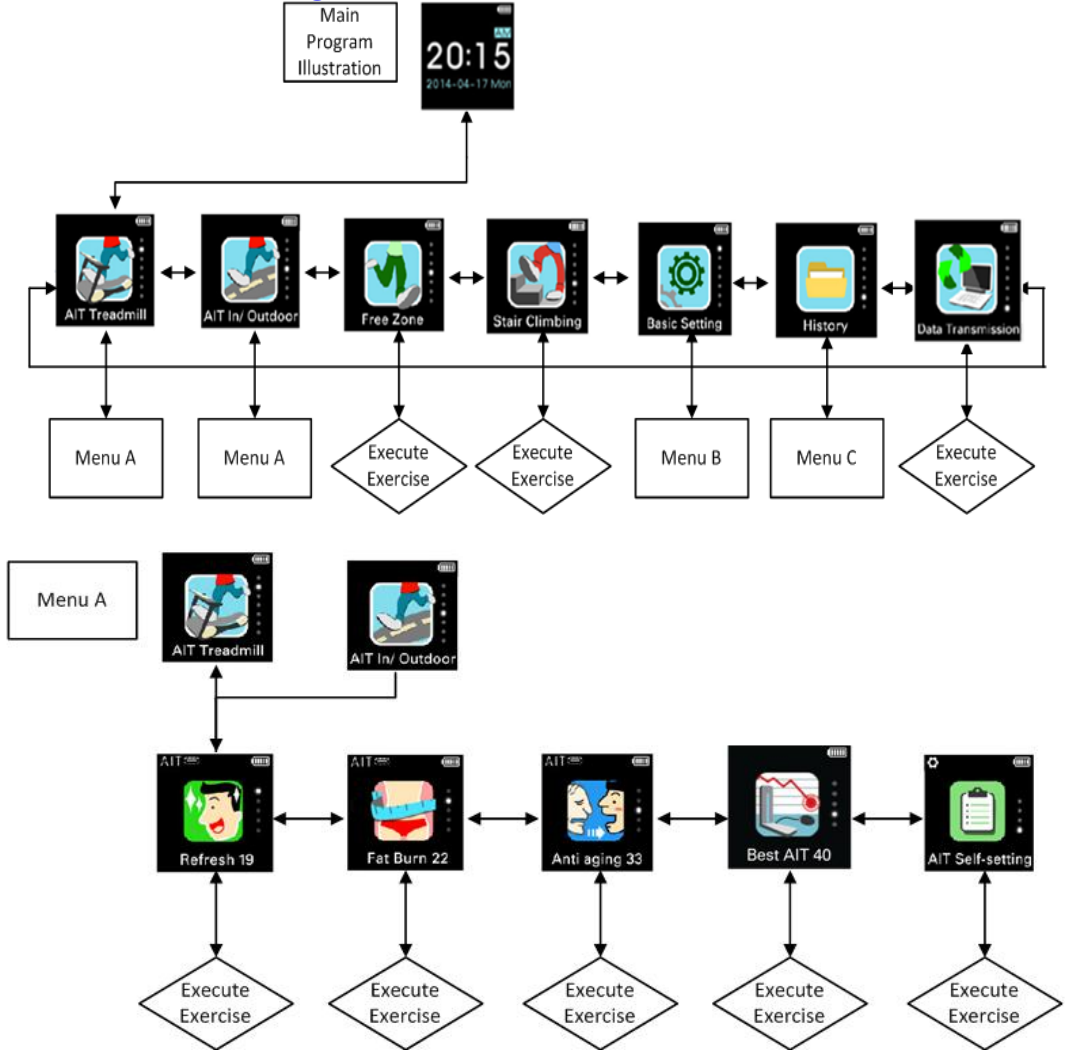 Main
Program
Illustration
AM
20:15
2014-04-17 Mon
AIT Treadmill
AIT In/ Outdoor
Free Zone
Stair Climbing
Basic Setting
History
Data Transmission
Menu A
Menu A
Execute
Exercise
Execute
Exercise
Menu B
Menu C
Execute
Exercise
Menu A
AIT Treadmill
AIT In/ Outdoor
AIT
Refresh 19
AIT
Fat Burn 22
AIT
Anti aging 33
Best AIT 40
AIT Self-setting
Execute
Exercise
Execute
Exercise
Execute
Exercise
Execute
Exercise
Execute
Exercise